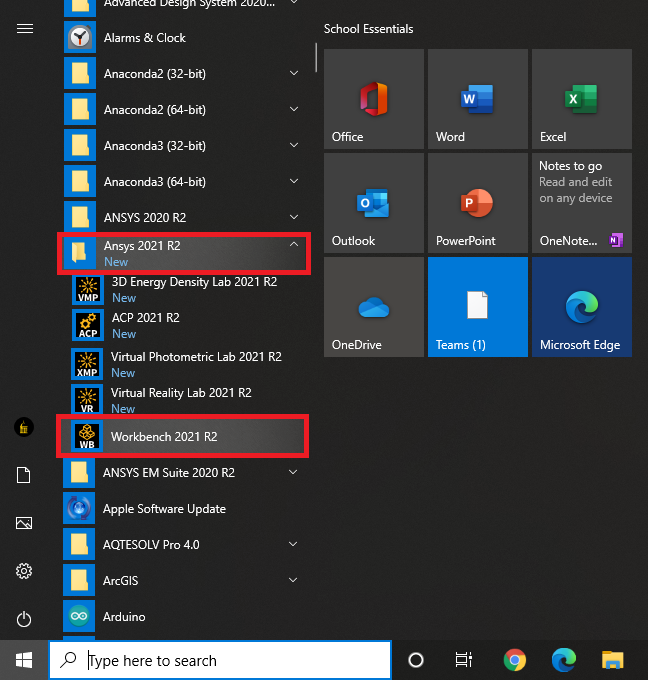 Advanced Design System 2020...
Alarms & Clock
Anaconda2 (32-bit)
Anaconda2 (64-bit)
Anaconda3 (32-bit)
Anaconda3 (64-bit)
ANSYS 2020 R2
Ansys 2021 R2
New
VMP
3D Energy Density Lab 2021 R2
New
ACP
ACP 2021 R2
New
XMP
Virtual Photometric Lab 2021 R2
New
VR
Virtual Reality Lab 2021 R2
New
WB
Workbench 2021 R2
ANSYS EM Suite 2020 R2
Apple Software Update
AQTESOLV Pro 4.0
ArcGIS
Arduino
School Essentials
Office
W
Word
X
Excel
O
Outlook
P
PowerPoint
Notes to go
Read and edit
on any device
OneNote...
N
OneDrive
Teams (1)
Microsoft Edge
Type here to search